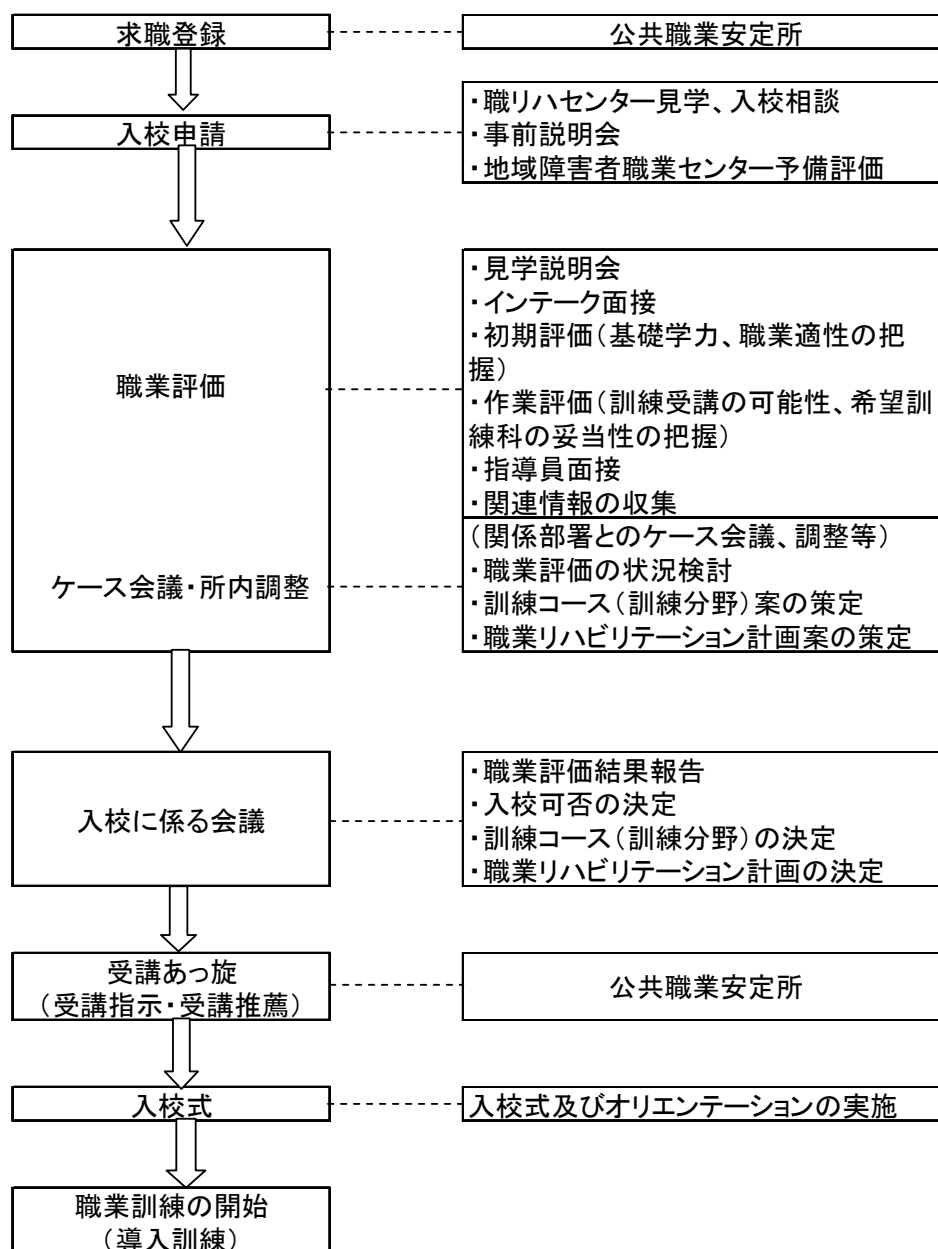 求職登録
公共職業安定所
入校申請
・職リハセンター見学、入校相談
・事前説明会
・地域障害者職業センター予備評価
職業評価
・見学説明会
・インテーク面接
・初期評価(基礎学力、職業適性の把
握)
・作業評価(訓練受講の可能性、希望訓
練科の妥当性の把握)
・指導員面接
・関連情報の収集
ケース会議・所内調整
(関係部署とのケース会議、調整等)
・職業評価の状況検討
・訓練コース(訓練分野)案の策定
・職業リハビリテーション計画案の策定
入校に係る会議
・職業評価結果報告
・入校可否の決定
・訓練コース(訓練分野)の決定
・職業リハビリテーション計画の決定
受講あっ旋
(受講指示・受講推薦)
公共職業安定所
入校式
入校式及びオリエンテーションの実施
職業訓練の開始
(導入訓練)